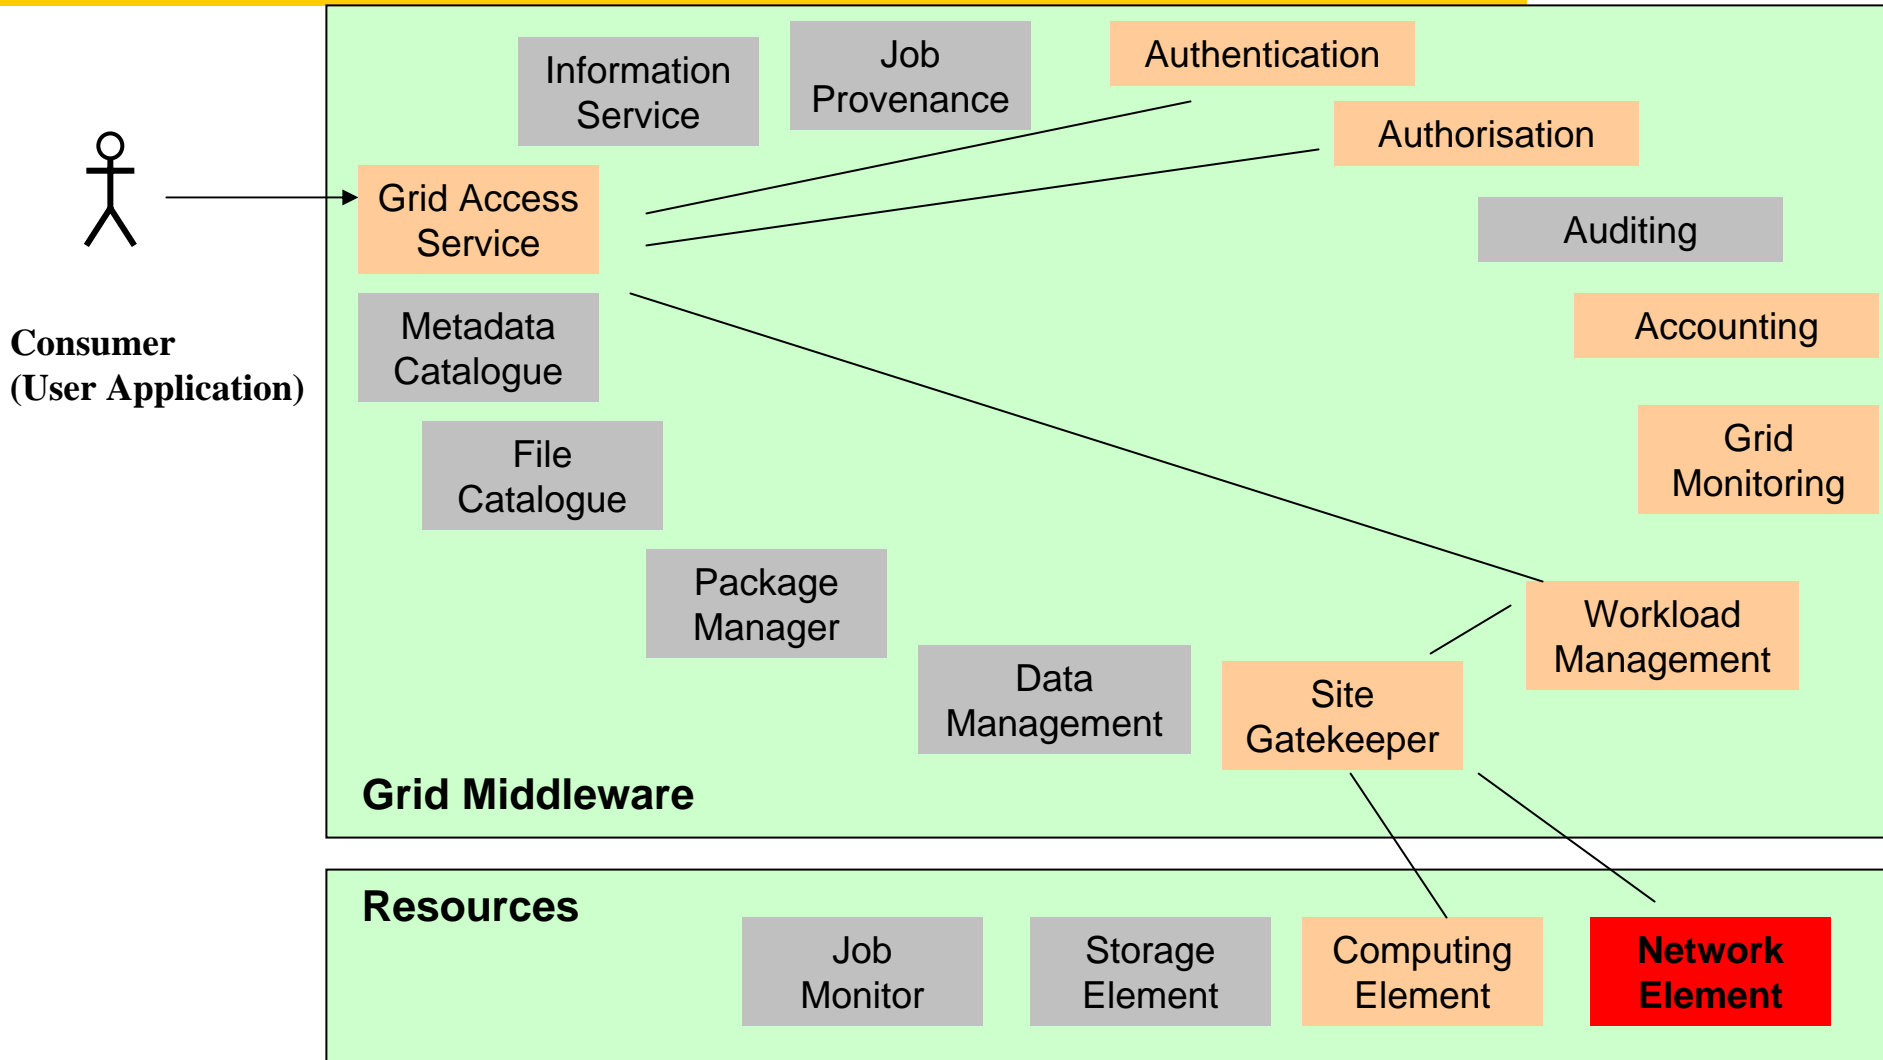 Information
Service
Job
Provenance
Authentication
Authorisation
Grid Access
Service
Auditing
Consumer
(User Application)
Metadata
Catalogue
Accounting
File
Catalogue
Grid
Monitoring
Package
Manager
Workload
Management
Data
Management
Site
Gatekeeper
Grid Middleware
Resources
Job
Monitor
Storage
Element
Computing
Element
Network
Element